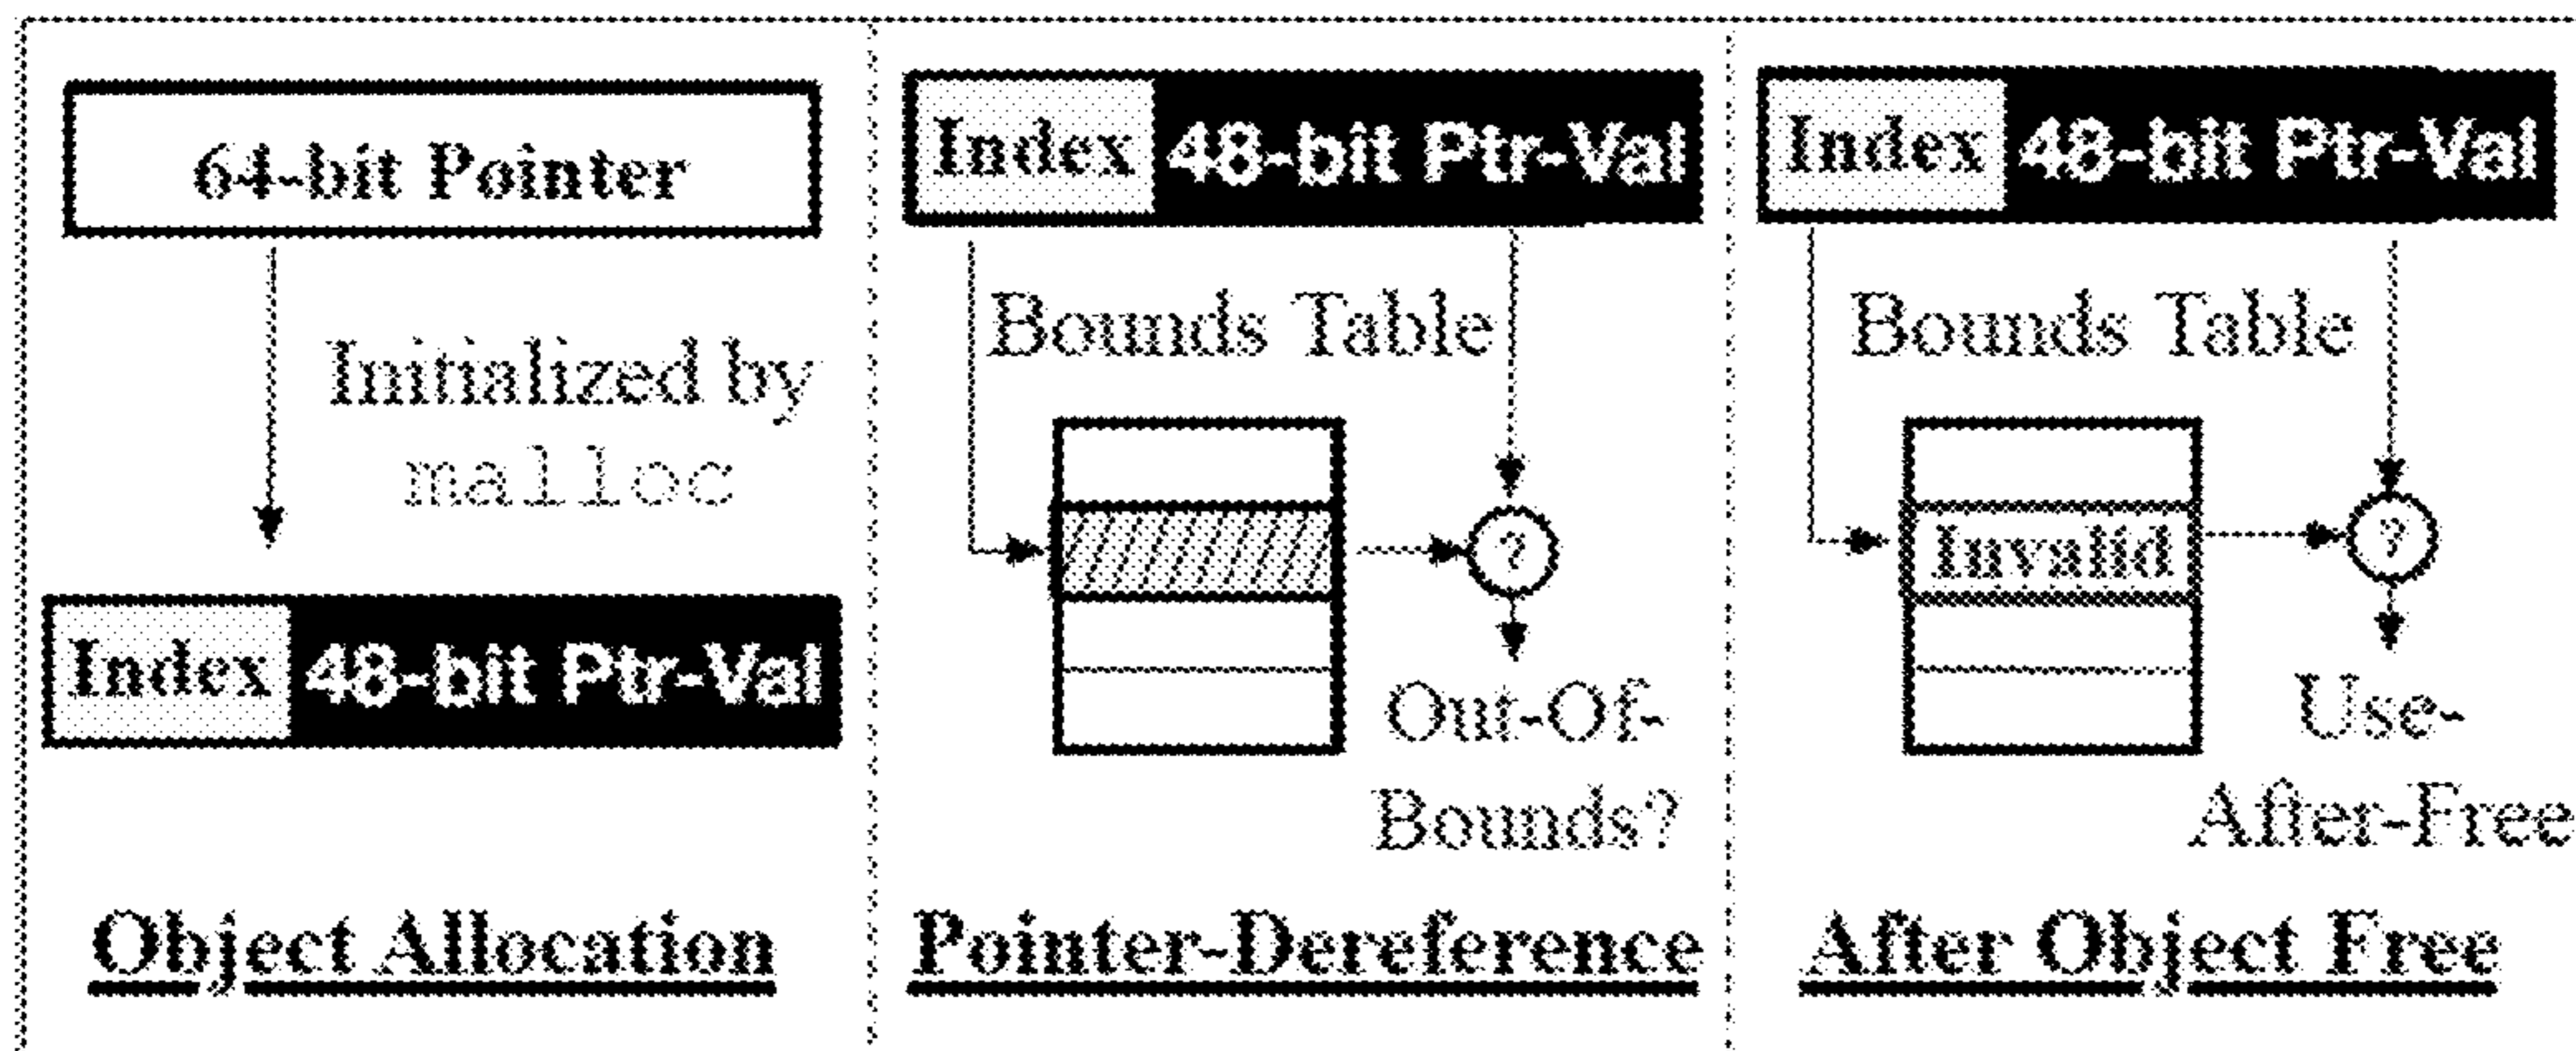 64-bit Pointer
Initialized by
malloc
Index 48-bit Ptr-Val
Object Allocation
Index 48-bit Ptr-Val
Bounds Table
?
Out-Of-
Bounds?
Pointer-Dereference
Index 48-bit Ptr-Val
Bounds Table
Invalid
?
Use-
After-Free
After Object Free